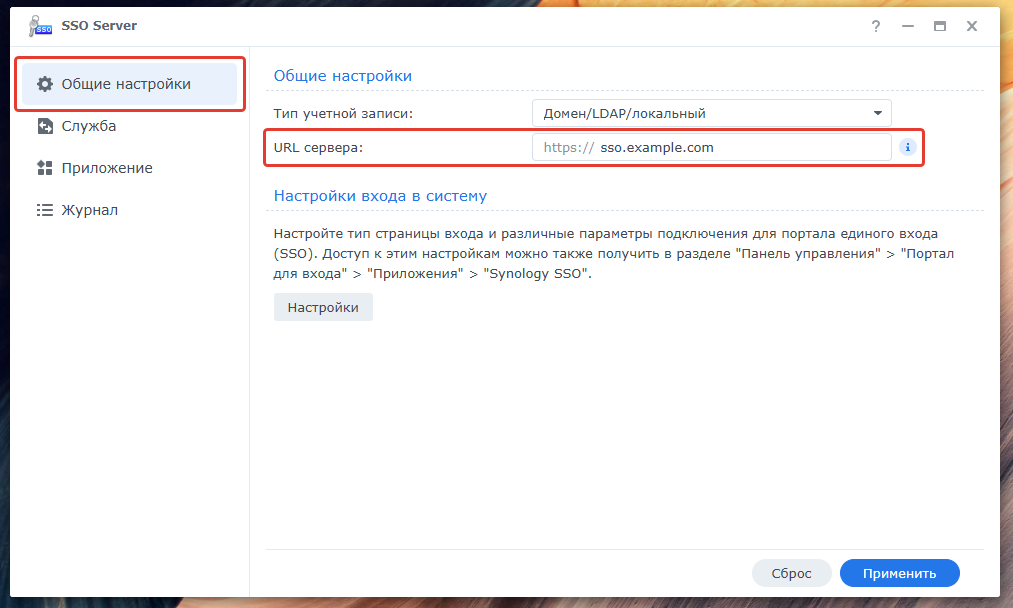 SSO Server
SSO
?
Общие настройки
Служба
Приложение
Журнал
Общие настройки
Тип учетной записи: Домен/LDAP/локальный
URL сервера: https:// sso.example.com i
Настройки входа в систему
Настройте тип страницы входа и различные параметры подключения для портала единого входа
(SSO). Доступ к этим настройкам можно также получить в разделе "Панель управления" > "Портал
для входа" > "Приложения" > "Synology SSO".
Настройки
Сброс Применить